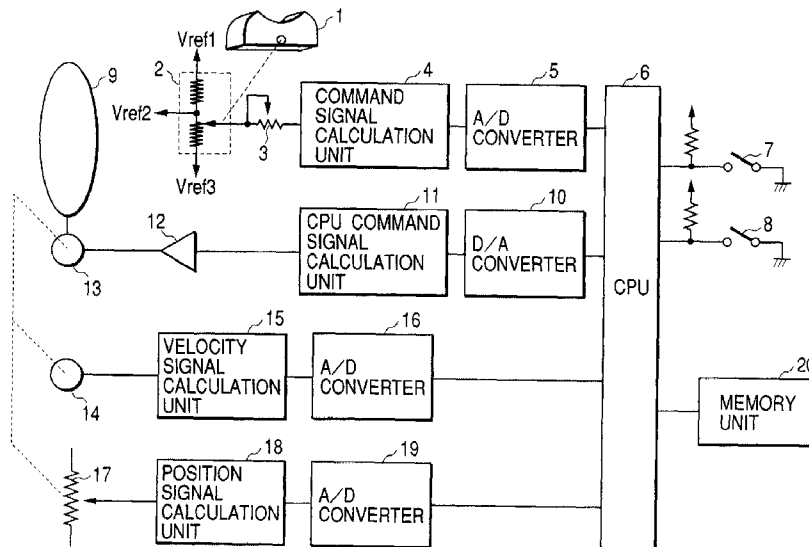 1
Vref1
2
9
4
5
6
COMMAND
SIGNAL
CALCULATION
UNIT
A/D
CONVERTER
Vref2
3
7
Vref3
11
10
12
CPU COMMAND
SIGNAL
CALCULATION
UNIT
D/A
CONVERTER
8
13
CPU
15
16
VELOCITY
SIGNAL
CALCULATION
UNIT
A/D
CONVERTER
14
20
MEMORY
UNIT
17
18
19
POSITION
SIGNAL
CALCULATION
UNIT
A/D
CONVERTER